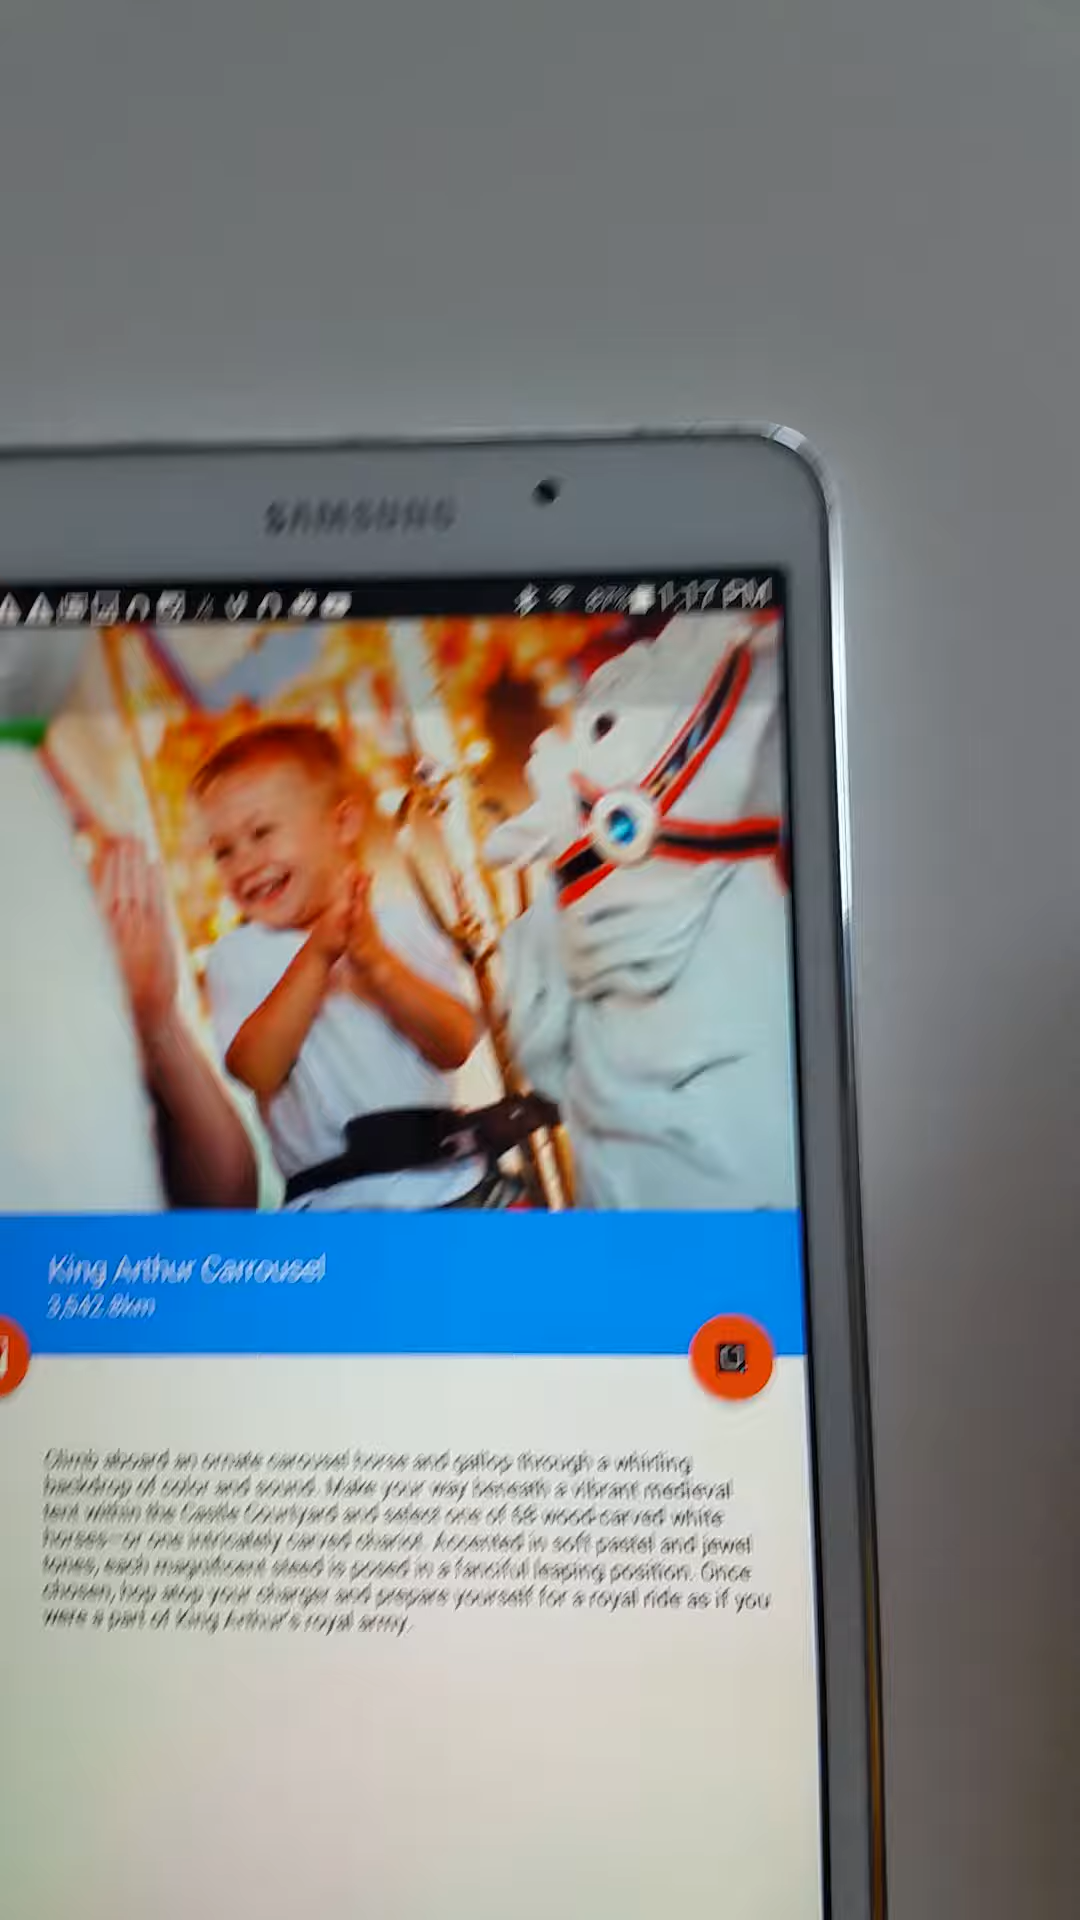 SAMSUNG
87% 1:17 PM
King Arthur Carrousel
3,542.8km
Climb aboard an ornate carousel horse and gallop through a whirling
backdrop of color and sound. Make your way beneath a vibrant medieval
tent within the Castle Courtyard and select one of 68 wood-carved white
horses—or one intricately carved chariot. Accented in soft pastel and jewel
tones, each magnificent steed is posed in a fanciful leaping position. Once
chosen, hop atop your charger and prepare yourself for a royal ride as if you
were a part of King Arthur's royal army.